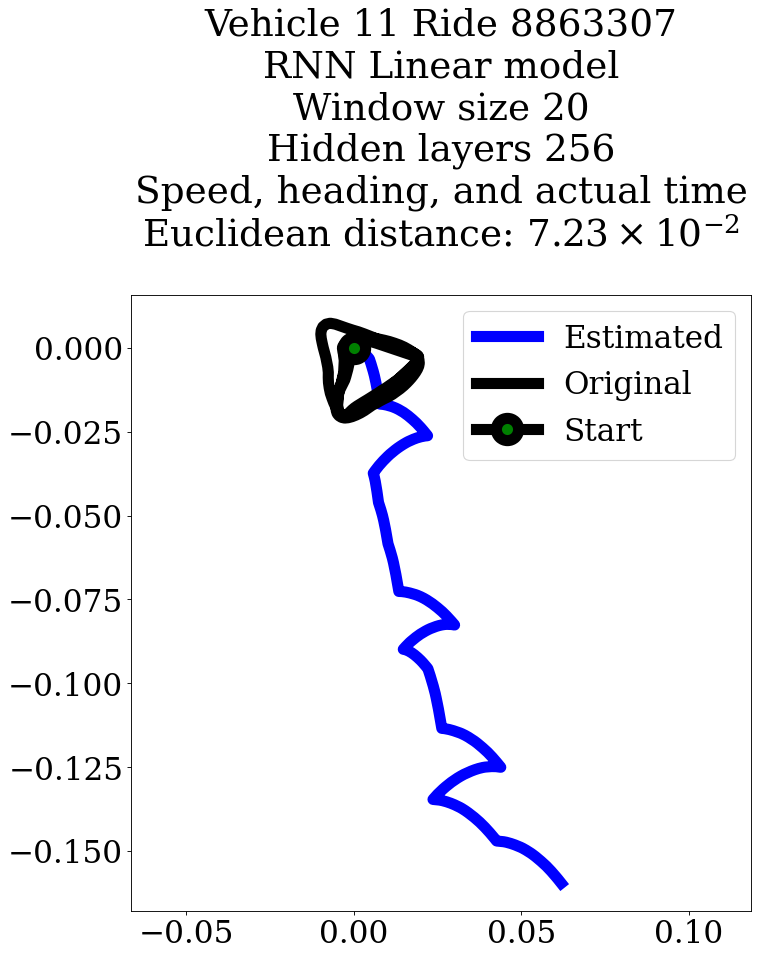 Vehicle 11 Ride 8863307
RNN Linear model
Window size 20
Hidden layers 256
Speed, heading, and actual time
Euclidean distance: 7.23 × 10⁻²
Estimated
Original
Start
0.000
−0.025
−0.050
−0.075
−0.100
−0.125
−0.150
−0.05 0.00 0.05 0.10